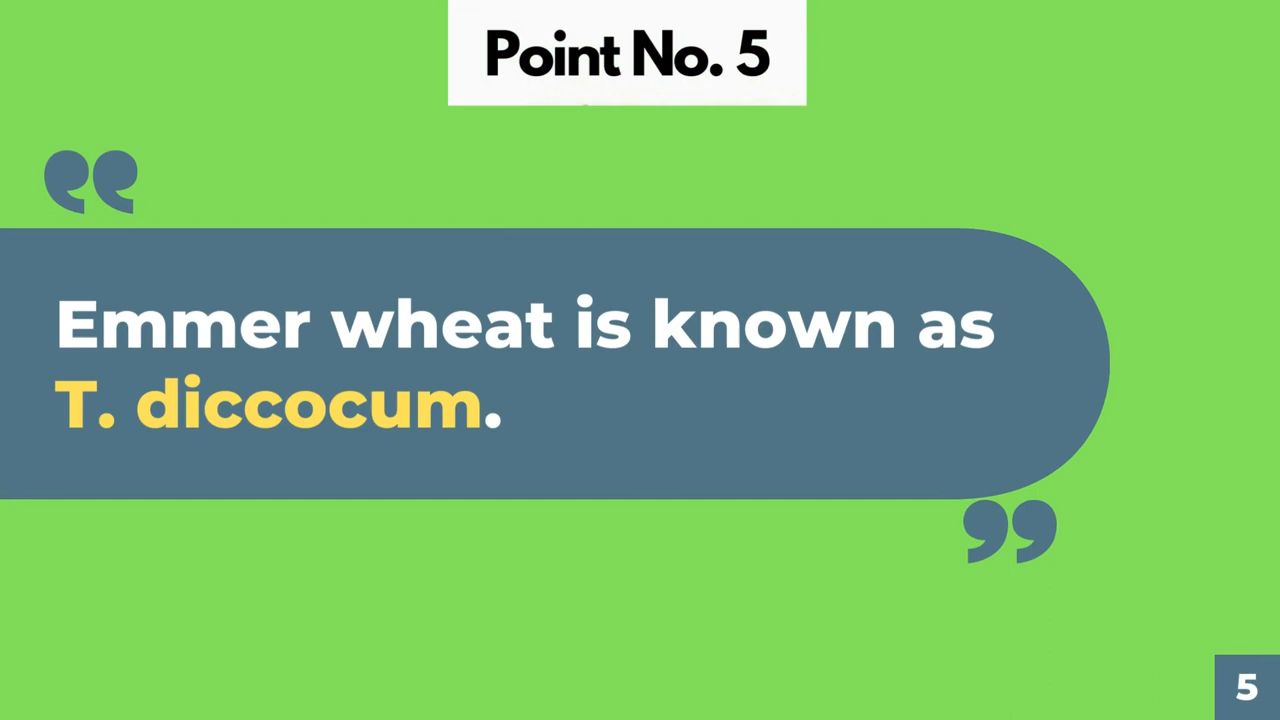 Point No. 5
“
Emmer wheat is known as
T. diccocum.
”
5